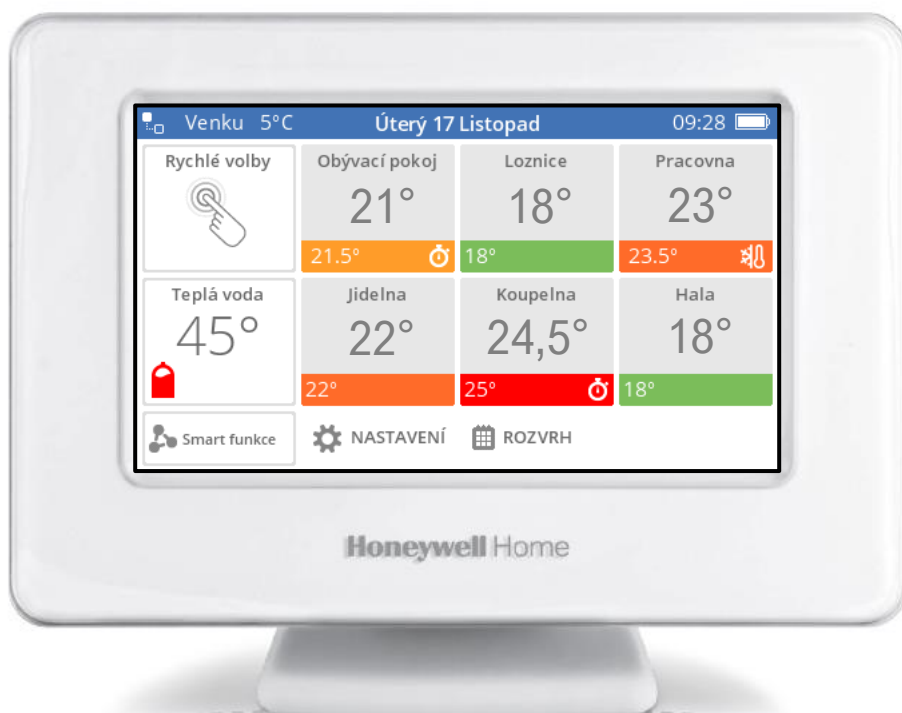 Venku 5°C Úterý 17 Listopad 09:28
Rychlé volby
Obývací pokoj
21°
21.5°
Loznice
18°
18°
Pracovna
23°
23.5°
Teplá voda
45°
Jidelna
22°
22°
Koupelna
24,5°
25°
Hala
18°
18°
Smart funkce
NASTAVENÍ
ROZVRH
Honeywell Home